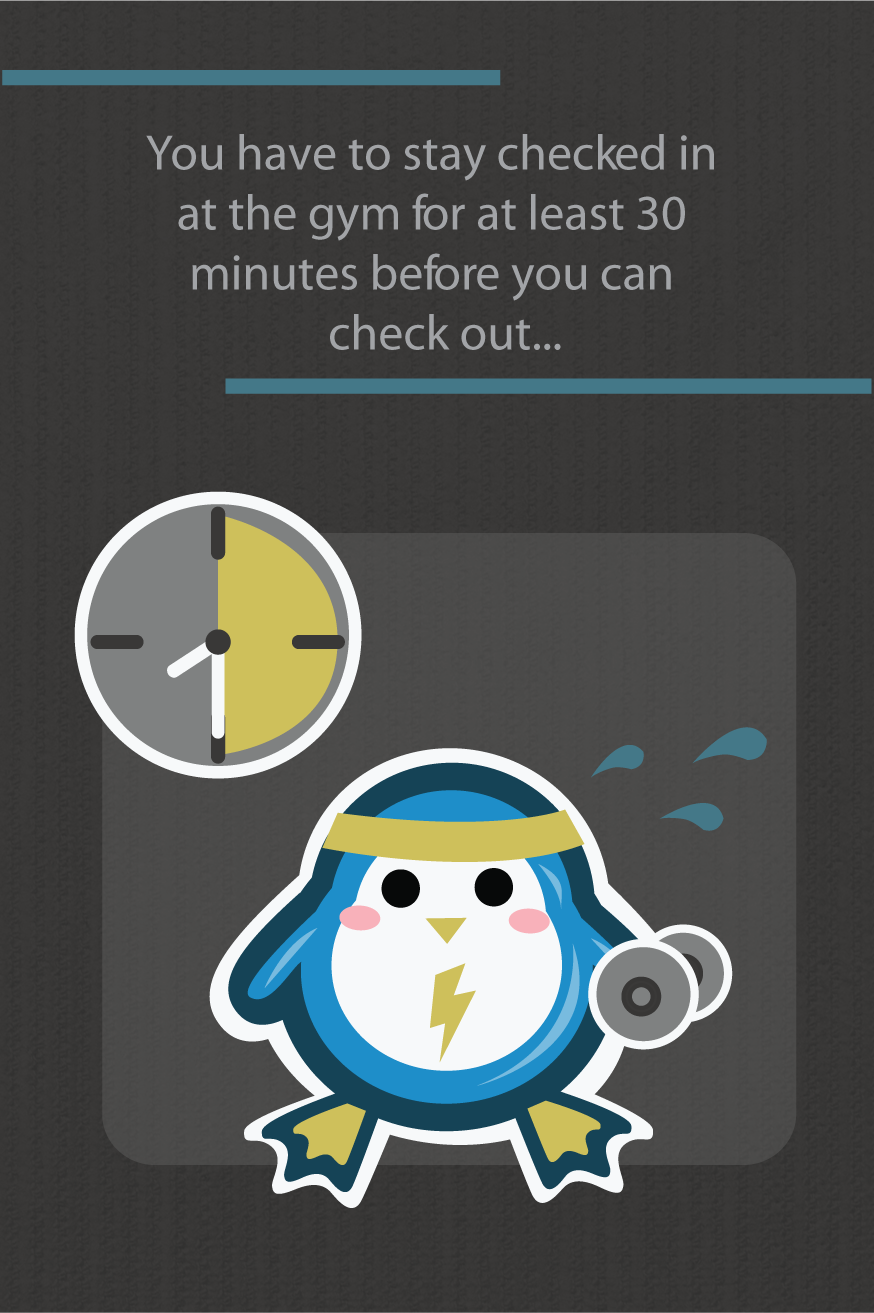 You have to stay checked in
at the gym for at least 30
minutes before you can
check out...